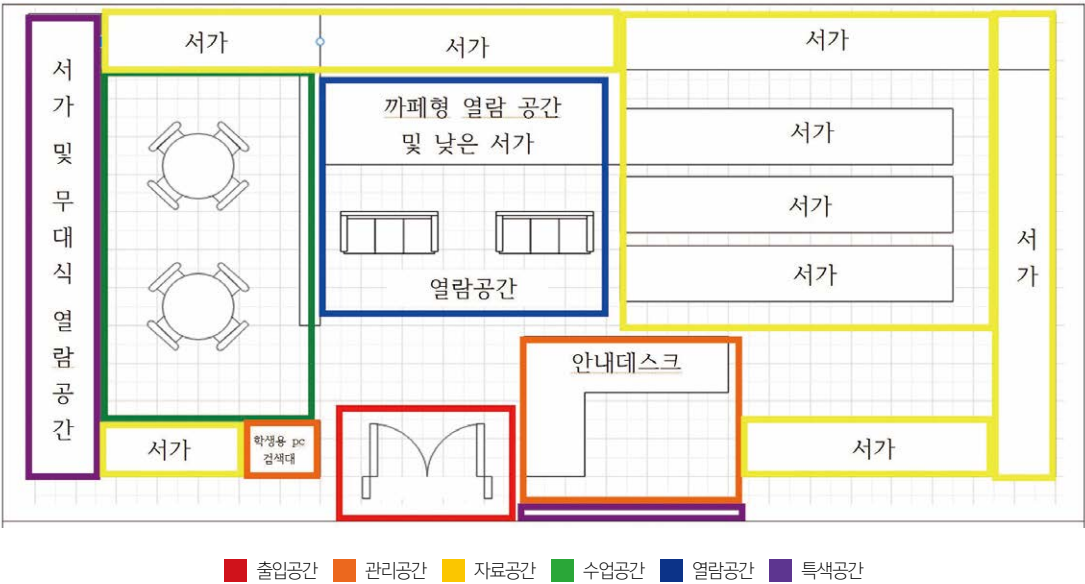 서가 및 무대식 열람공간
서가
서가
서가
까페형 열람 공간
및 낮은 서가
서가
서가
서가
열람공간
서가
안내데스크
서가
학생용 pc
검색대
서가
출입공간
관리공간
자료공간
수업공간
열람공간
특색공간